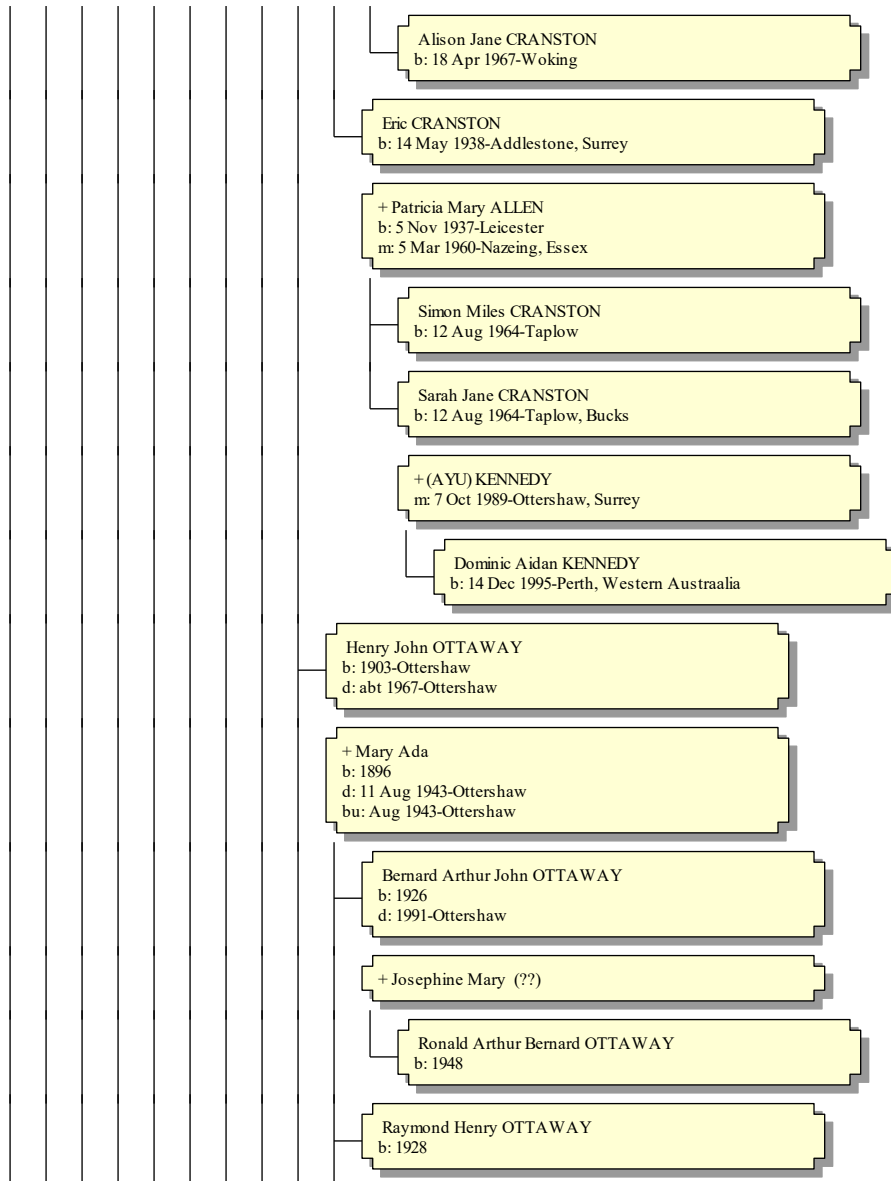 Alison Jane CRANSTON
b: 18 Apr 1967-Woking
Eric CRANSTON
b: 14 May 1938-Addlestone, Surrey
+ Patricia Mary ALLEN
b: 5 Nov 1937-Leicester
m: 5 Mar 1960-Nazeing, Essex
Simon Miles CRANSTON
b: 12 Aug 1964-Taplow
Sarah Jane CRANSTON
b: 12 Aug 1964-Taplow, Bucks
+ (AYU) KENNEDY
m: 7 Oct 1989-Ottershaw, Surrey
Dominic Aidan KENNEDY
b: 14 Dec 1995-Perth, Western Austraalia
Henry John OTTAWAY
b: 1903-Ottershaw
d: abt 1967-Ottershaw
+ Mary Ada
b: 1896
d: 11 Aug 1943-Ottershaw
bu: Aug 1943-Ottershaw
Bernard Arthur John OTTAWAY
b: 1926
d: 1991-Ottershaw
+ Josephine Mary (??)
Ronald Arthur Bernard OTTAWAY
b: 1948
Raymond Henry OTTAWAY
b: 1928